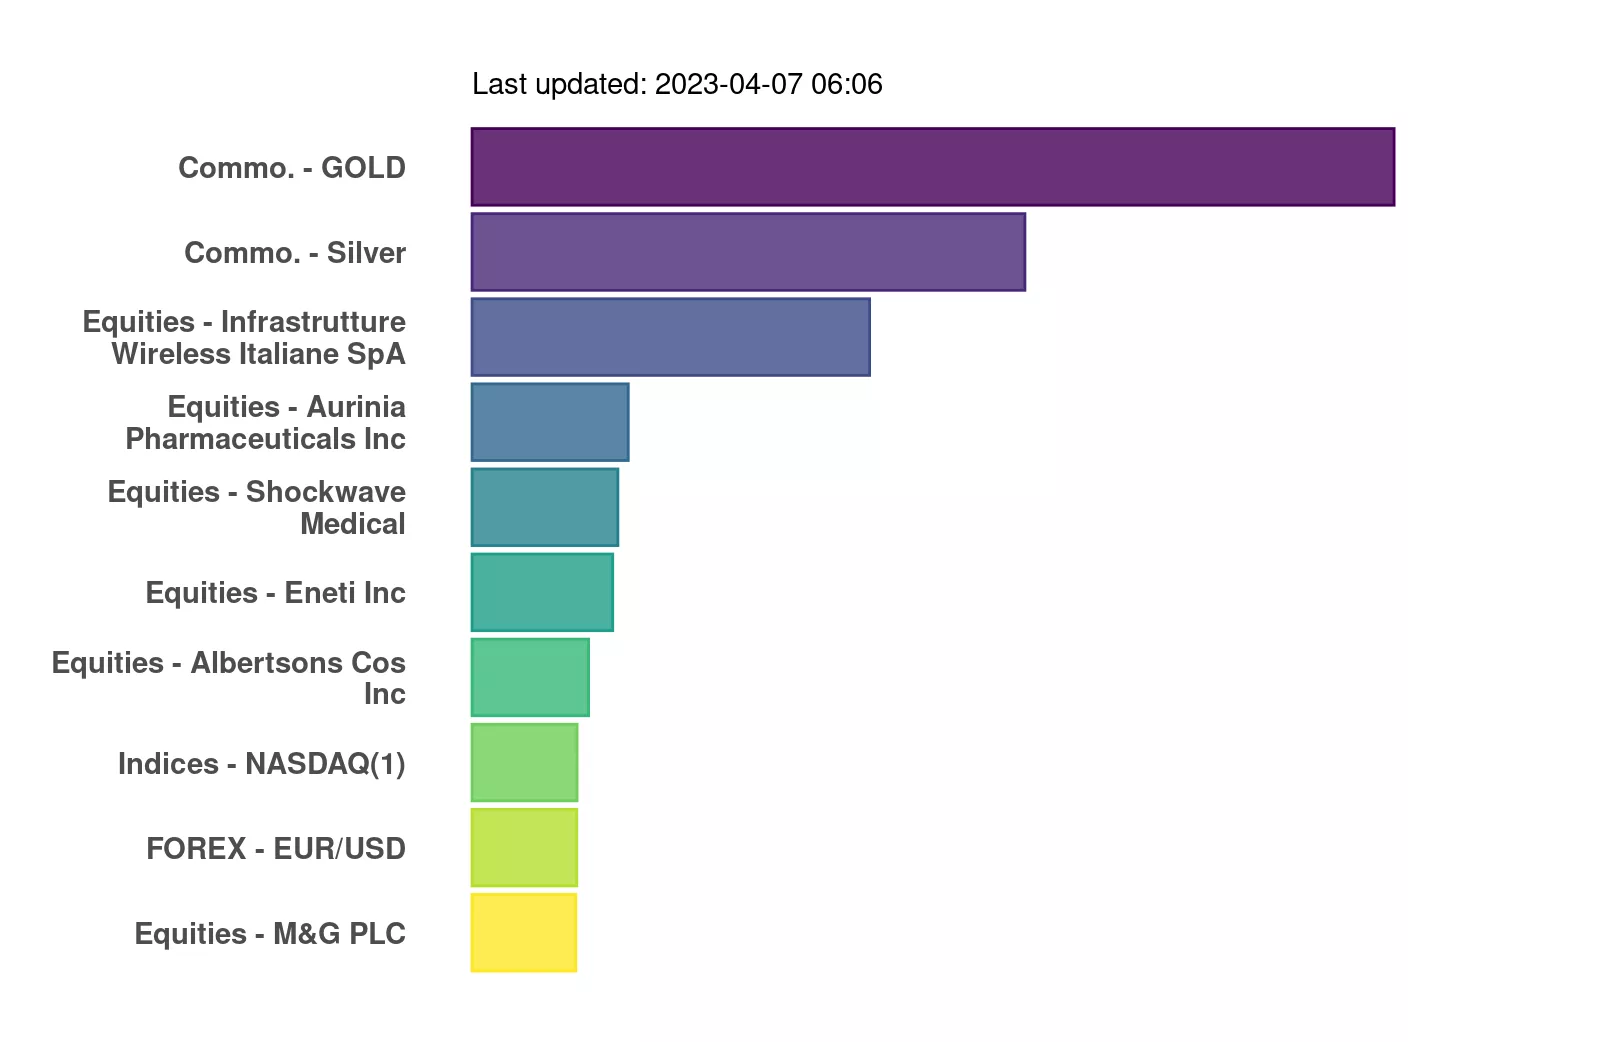 Last updated: 2023-04-07 06:06
Commo. - GOLD
Commo. - Silver
Equities - Infrastrutture
Wireless Italiane SpA
Equities - Aurinia
Pharmaceuticals Inc
Equities - Shockwave
Medical
Equities - Eneti Inc
Equities - Albertsons Cos
Inc
Indices - NASDAQ(1)
FOREX - EUR/USD
Equities - M&G PLC